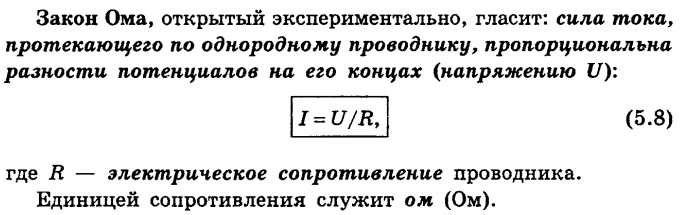 Закон Ома, открытый экспериментально, гласит: сила тока,
протекающего по однородному проводнику, пропорциональна
разности потенциалов на его концах (напряжению U):
I = U/R, (5.8)
где R — электрическое сопротивление проводника.
Единицей сопротивления служит ом (Ом).